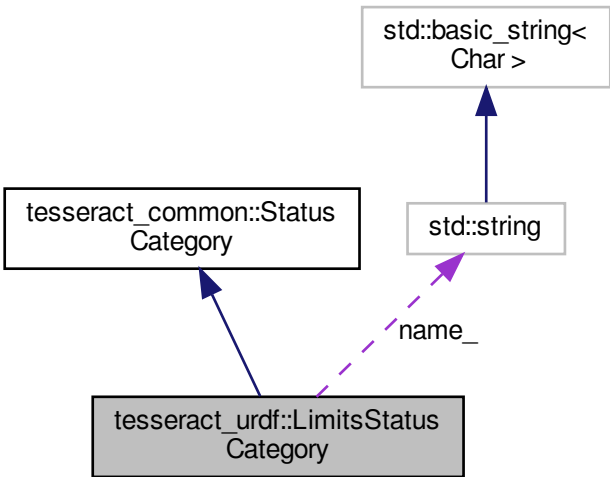 std::basic_string<
Char >
tesseract_common::Status
Category
std::string
name_
tesseract_urdf::LimitsStatus
Category